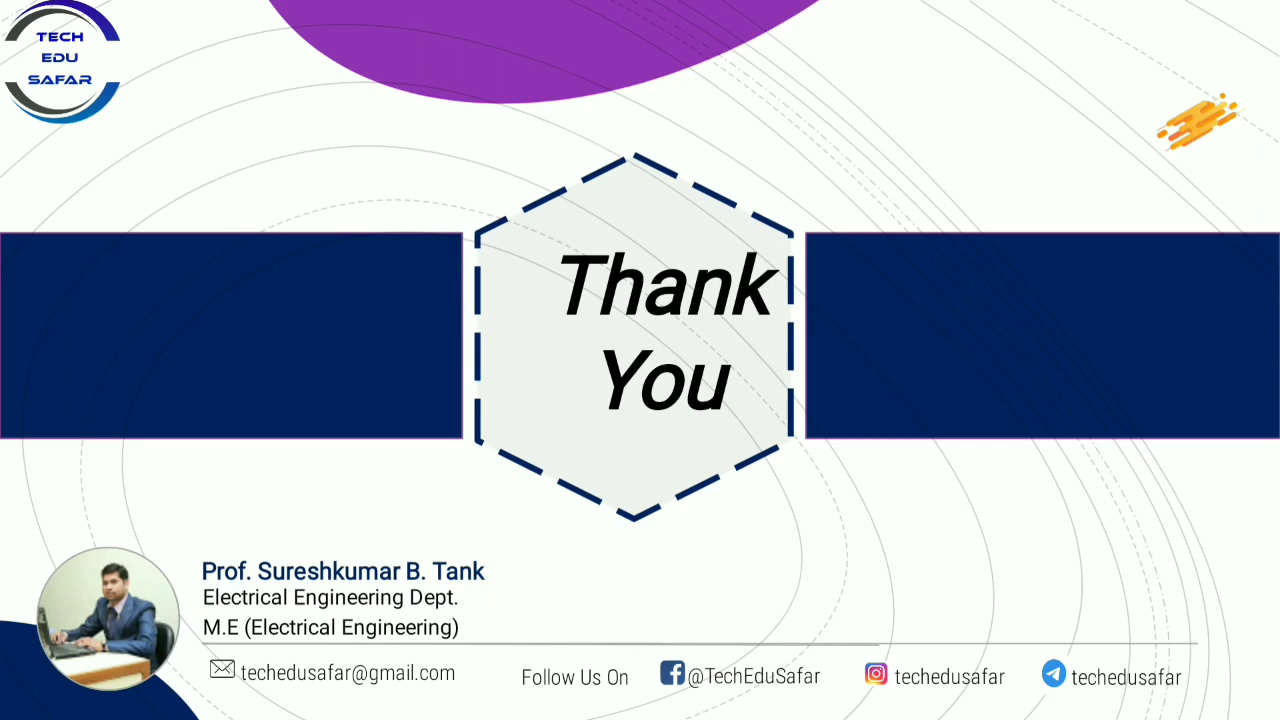 TECH
EDU
SAFAR
Thank
You
Prof. Sureshkumar B. Tank
Electrical Engineering Dept.
M.E (Electrical Engineering)
techedusafar@gmail.com
Follow Us On
@TechEduSafar
techedusafar
techedusafar